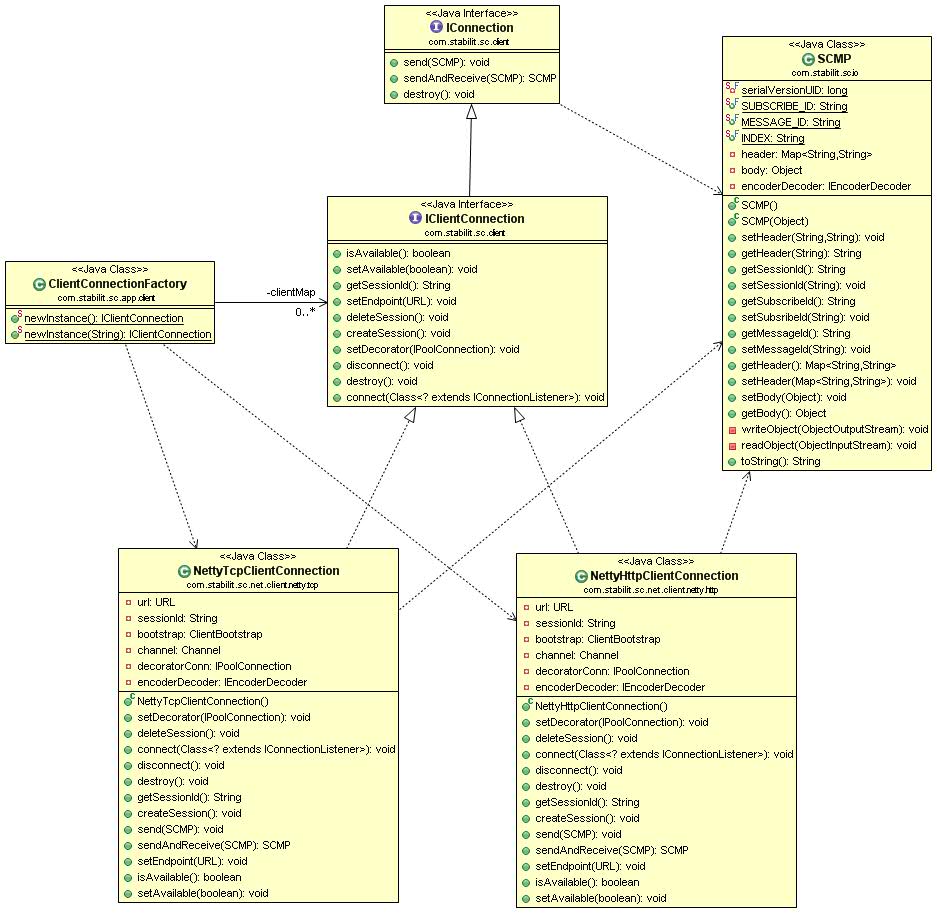 <<Java Interface>>
IConnection
com.stabilit.sc.client
send(SCMP): void
sendAndReceive(SCMP): SCMP
destroy(): void
<<Java Class>>
SCMP
com.stabilit.sc.io
serialVersionUID: long
SUBSCRIBE_ID: String
MESSAGE_ID: String
INDEX: String
header: Map<String,String>
body: Object
encoderDecoder: IEncoderDecoder
SCMP()
SCMP(Object)
setHeader(String,String): void
getHeader(String): String
getSessionId(): String
setSessionId(String): void
getSubscribeId(): String
setSubsribeId(String): void
getMessageId(): String
setMessageId(String): void
getHeader(): Map<String,String>
setHeader(Map<String,String>): void
setBody(Object): void
getBody(): Object
writeObject(ObjectOutputStream): void
readObject(ObjectInputStream): void
toString(): String
<<Java Interface>>
IClientConnection
com.stabilit.sc.client
isAvailable(): boolean
setAvailable(boolean): void
getSessionId(): String
setEndpoint(URL): void
deleteSession(): void
createSession(): void
setDecorator(IPoolConnection): void
disconnect(): void
destroy(): void
connect(Class<? extends IConnectionListener>): void
<<Java Class>>
ClientConnectionFactory
com.stabilit.sc.app.client
newInstance(): IClientConnection
newInstance(String): IClientConnection
-clientMap
0..*
<<Java Class>>
NettyTcpClientConnection
com.stabilit.sc.net.client.netty.tcp
url: URL
sessionId: String
bootstrap: ClientBootstrap
channel: Channel
decoratorConn: IPoolConnection
encoderDecoder: IEncoderDecoder
NettyTcpClientConnection()
setDecorator(IPoolConnection): void
deleteSession(): void
connect(Class<? extends IConnectionListener>): void
disconnect(): void
destroy(): void
getSessionId(): String
createSession(): void
send(SCMP): void
sendAndReceive(SCMP): SCMP
setEndpoint(URL): void
isAvailable(): boolean
setAvailable(boolean): void
<<Java Class>>
NettyHttpClientConnection
com.stabilit.sc.net.client.netty.http
url: URL
sessionId: String
bootstrap: ClientBootstrap
channel: Channel
decoratorConn: IPoolConnection
encoderDecoder: IEncoderDecoder
NettyHttpClientConnection()
setDecorator(IPoolConnection): void
deleteSession(): void
connect(Class<? extends IConnectionListener>): void
disconnect(): void
destroy(): void
getSessionId(): String
createSession(): void
send(SCMP): void
sendAndReceive(SCMP): SCMP
setEndpoint(URL): void
isAvailable(): boolean
setAvailable(boolean): void